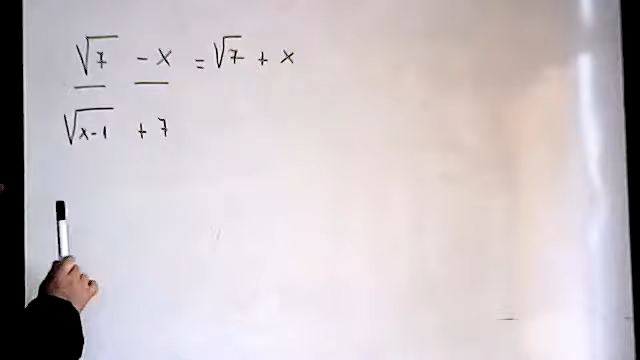 √7 - x = √7 + x
√x-1 + 7